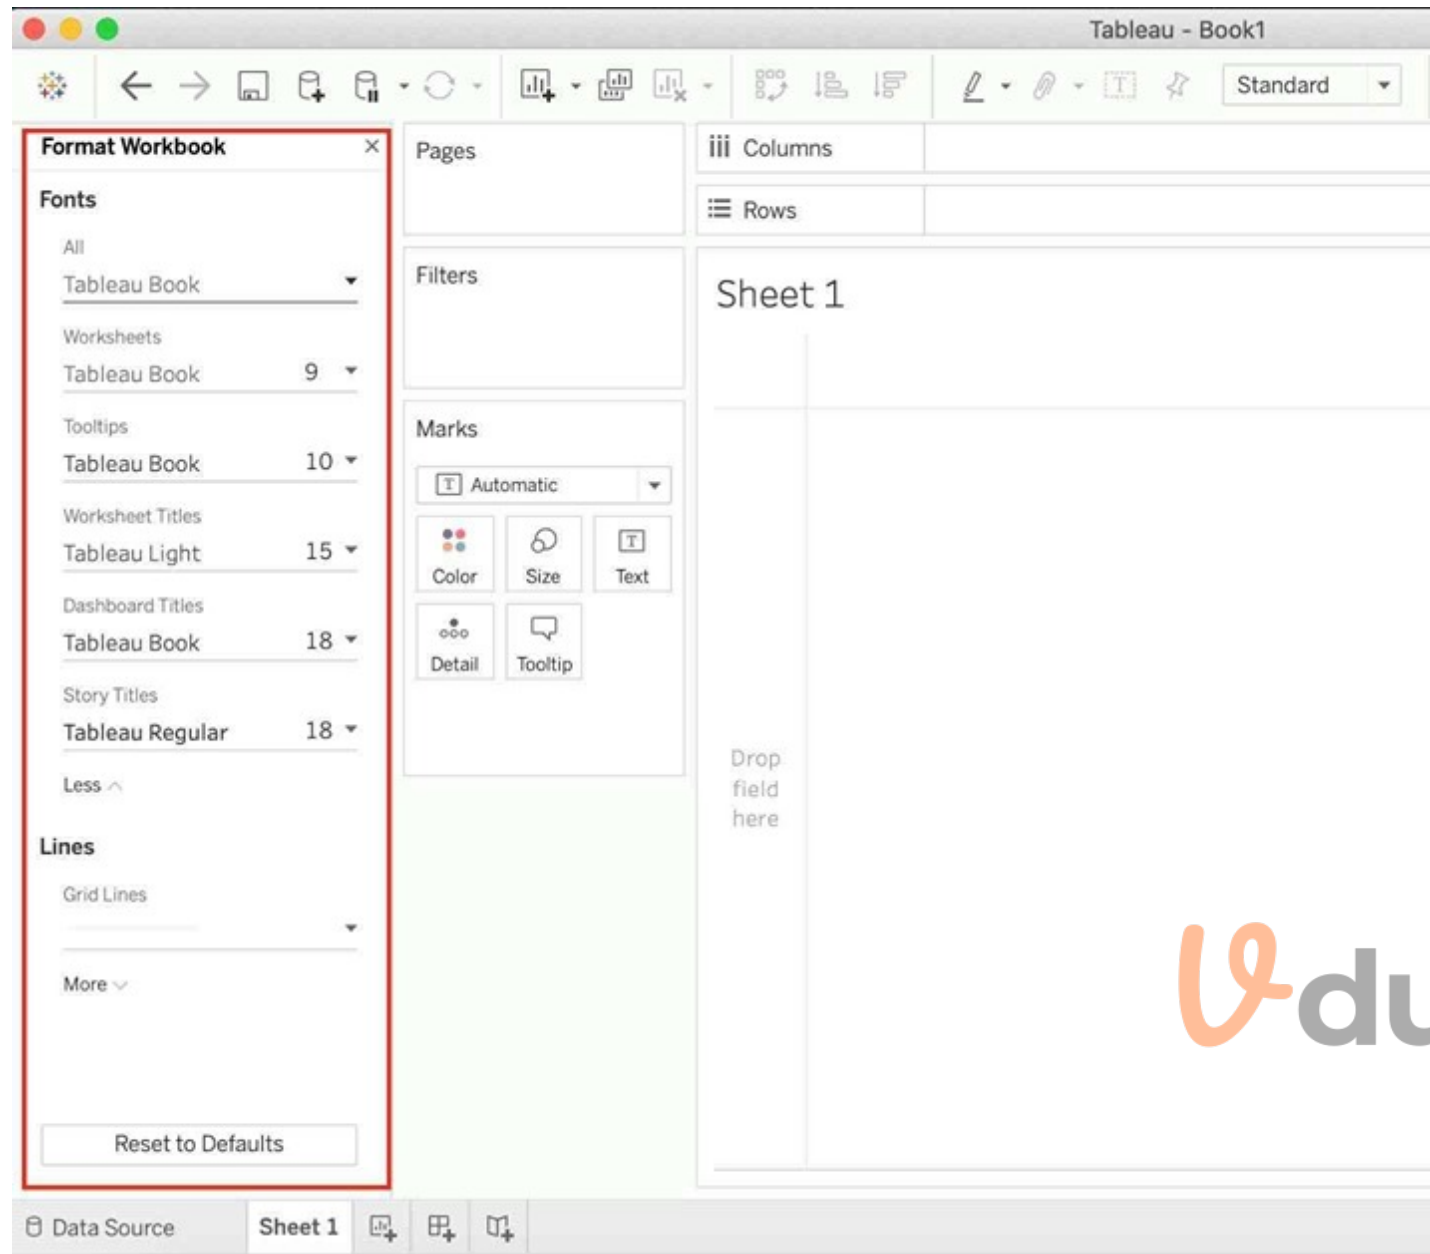 Tableau - Book1
Standard
Format Workbook
Fonts
All
Tableau Book
Worksheets
Tableau Book 9
Tooltips
Tableau Book 10
Worksheet Titles
Tableau Light 15
Dashboard Titles
Tableau Book 18
Story Titles
Tableau Regular 18
Less
Lines
Grid Lines
More
Reset to Defaults
Pages
Filters
Marks
Automatic
Color Size Text
Detail Tooltip
Columns
Rows
Sheet 1
Drop
field
here
Vdu
Data Source Sheet 1